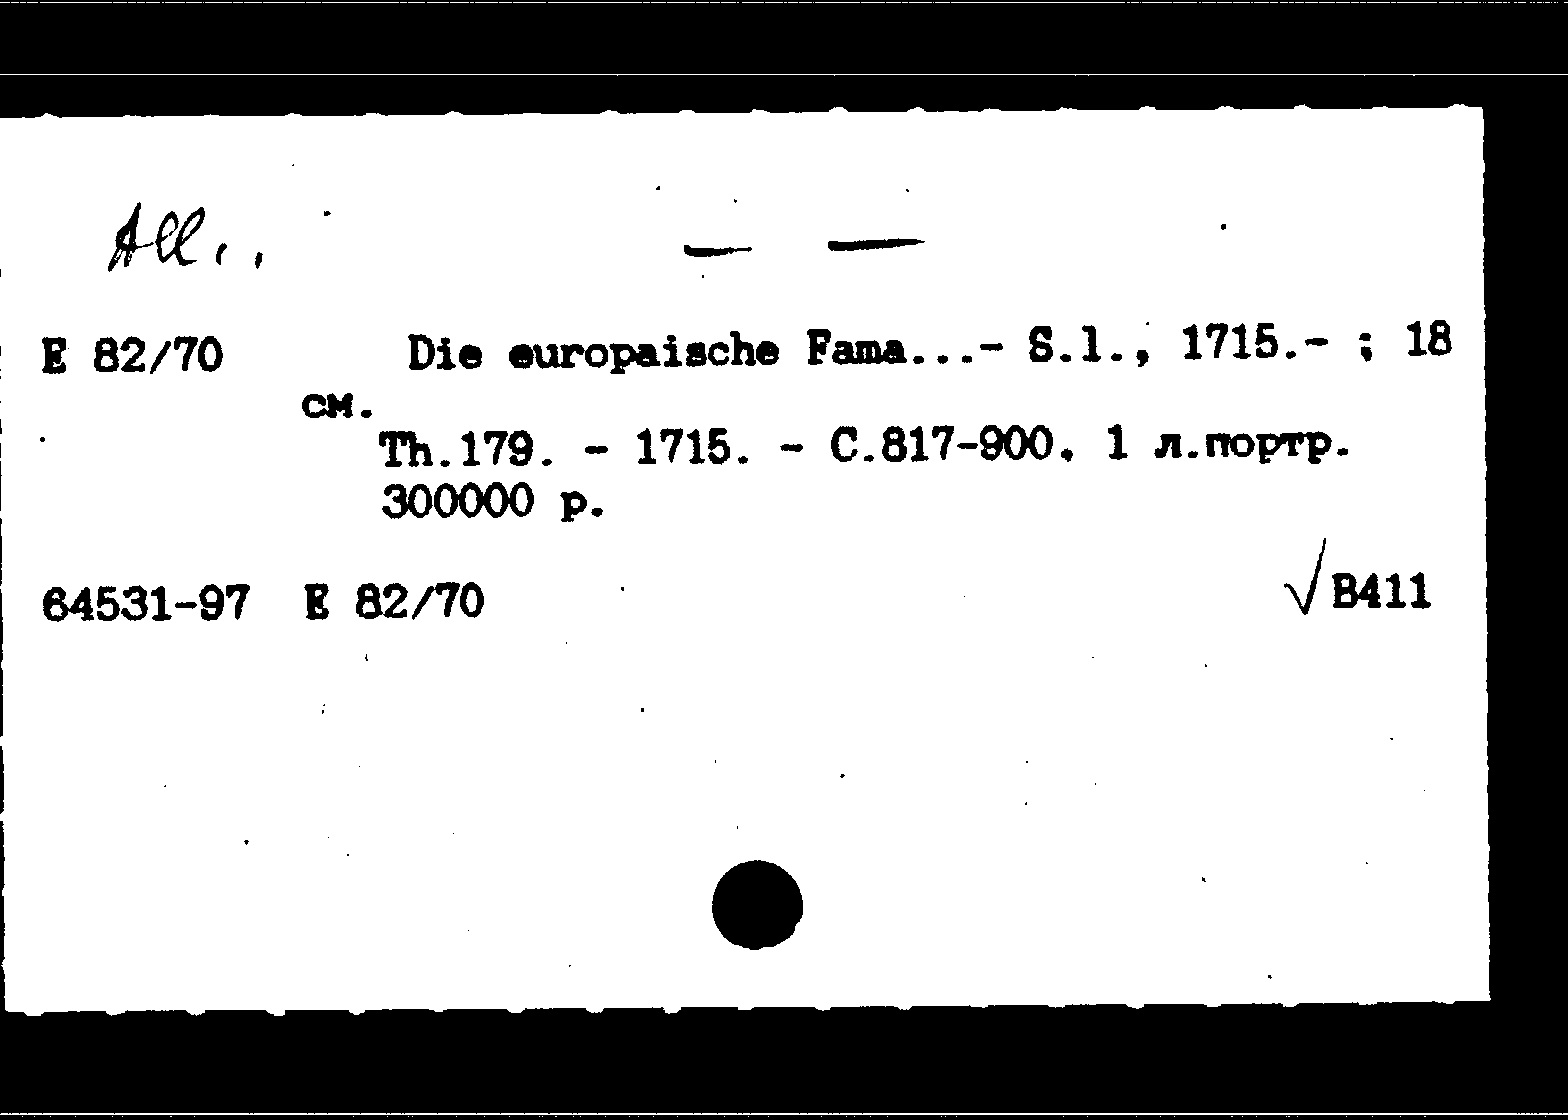 All..
E 82/70 Die europaische Fama...- S.l., 1715.- ; 18
см.
Th.179. - 1715. - С.817-900, 1 л.портр.
300000 р.
64531-97 E 82/70 √B411